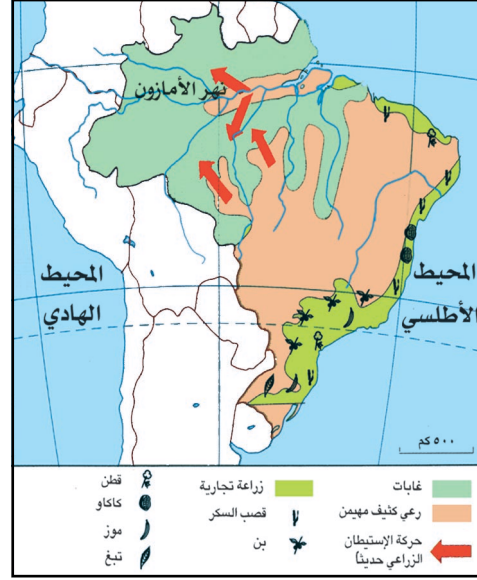 نهر الأمازون
المحيط
الهادي
المحيط
الأطلسي
٥٠٠ كم
غابات
رعي كثيف مهيمن
حركة الإستيطان
الزراعي حديثاً
زراعة تجارية
قصب السكر
بن
قطن
كاكاو
موز
تبغ